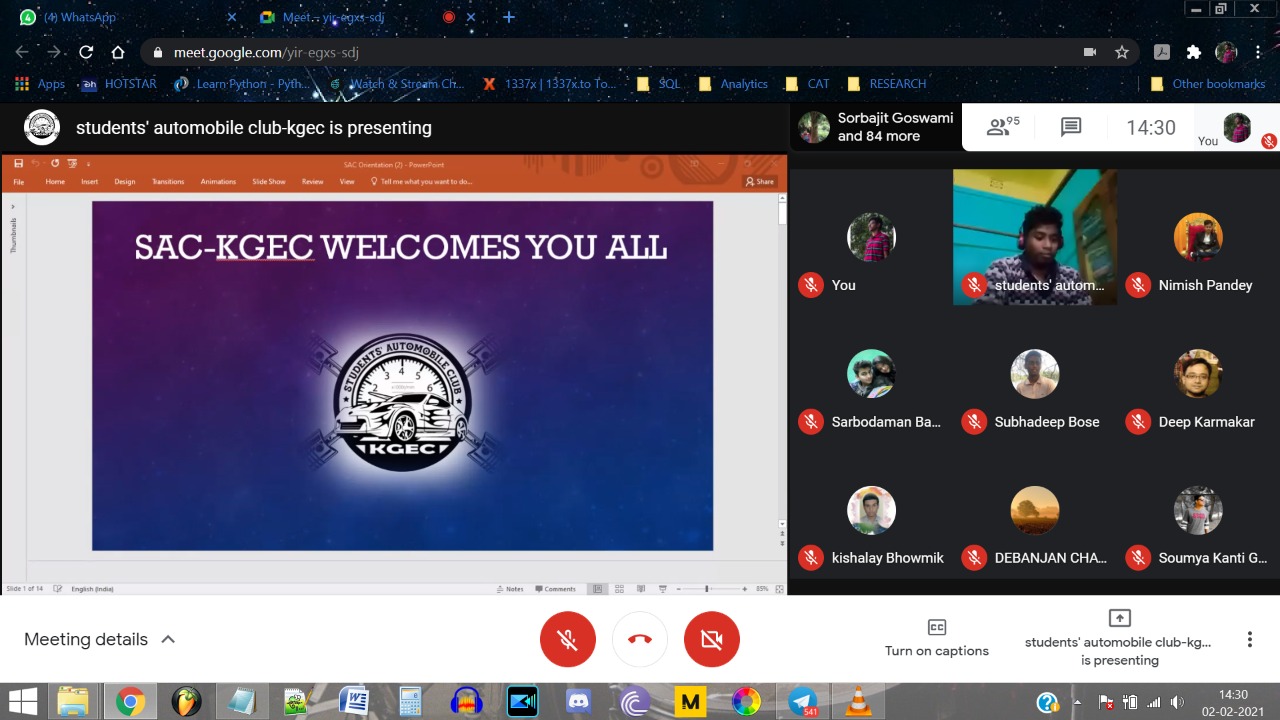 (4) WhatsApp
Meet – yir-egxs-sdj
meet.google.com/yir-egxs-sdj
Apps
HOTSTAR
Learn Python - Pyth...
Watch & Stream Ch...
1337x | 1337x.to To...
SQL
Analytics
CAT
RESEARCH
Other bookmarks
students' automobile club-kgec is presenting
Sorbajit Goswami
and 84 more
95
14:30
You
SAC Orientation (2) - PowerPoint
File Home Insert Design Transitions Animations Slide Show Review View Tell me what you want to do... Share
Thumbnails
SAC-KGEC WELCOMES YOU ALL
STUDENTS' AUTOMOBILE CLUB
2 3 4 5 6
KGEC
Slide 1 of 14 English (India) Notes Comments 85%
You
students' autom...
Nimish Pandey
Sarbodaman Ba...
Subhadeep Bose
Deep Karmakar
kishalay Bhowmik
DEBANJAN CHA...
Soumya Kanti G...
Meeting details
Turn on captions
students' automobile club-kg...
is presenting
541
14:30
02-02-2021